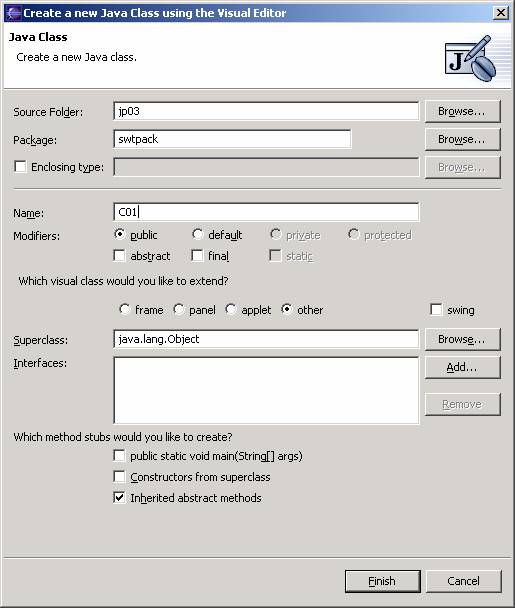 Create a new Java Class using the Visual Editor
Java Class
Create a new Java class.
J
Source Folder: jp03 Browse...
Package: swtpack Browse...
Enclosing type: Browse...
Name: C01
Modifiers: public default private protected
abstract final static
Which visual class would you like to extend?
frame panel applet other swing
Superclass: java.lang.Object Browse...
Interfaces: Add...
Remove
Which method stubs would you like to create?
public static void main(String[] args)
Constructors from superclass
Inherited abstract methods
Finish Cancel